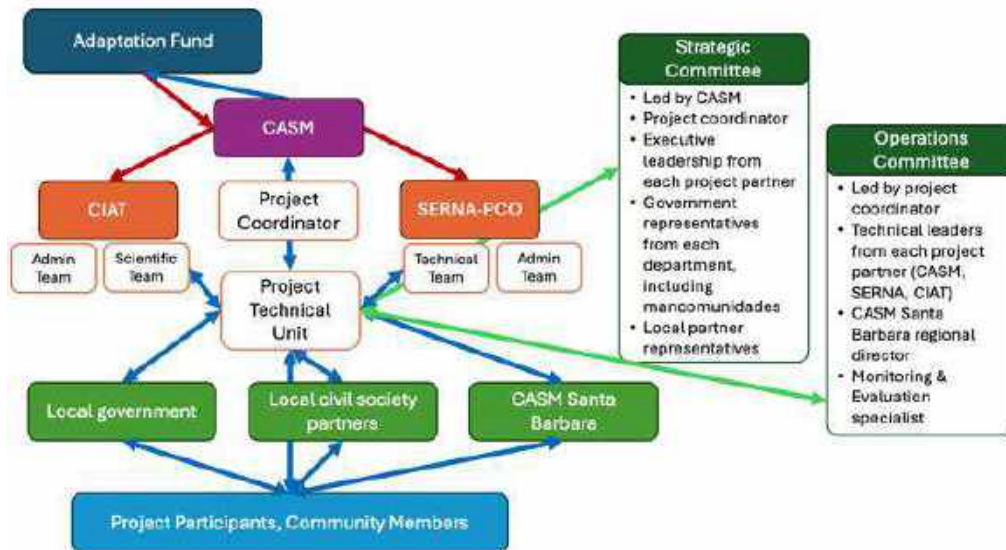 Adaptation Fund
CASM
CIAT
Project
Coordinator
SERNA-PCO
Admin
Team
Scientific
Team
Technical
Team
Admin
Team
Project
Technical
Unit
Local government
Local civil society
partners
CASM Santa
Barbara
Project Participants, Community Members
Strategic
Committee
• Led by CASM
• Project coordinator
• Executive
leadership from
each project partner
• Government
representatives
from each
department,
including
mancomunidades
• Local partner
representatives
Operations
Committee
• Led by project
coordinator
• Technical leaders
from each project
partner (CASM,
SERNA, CIAT)
• CASM Santa
Barbara regional
director
• Monitoring &
Evaluation
specialist